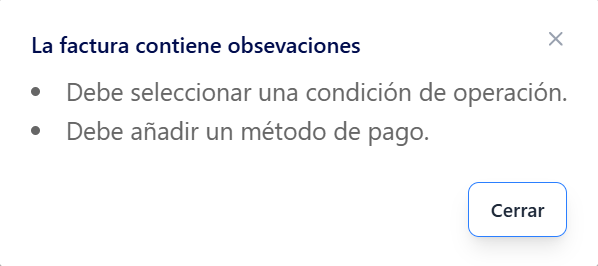 La factura contiene obsevaciones
Debe seleccionar una condición de operación.
Debe añadir un método de pago.
Cerrar